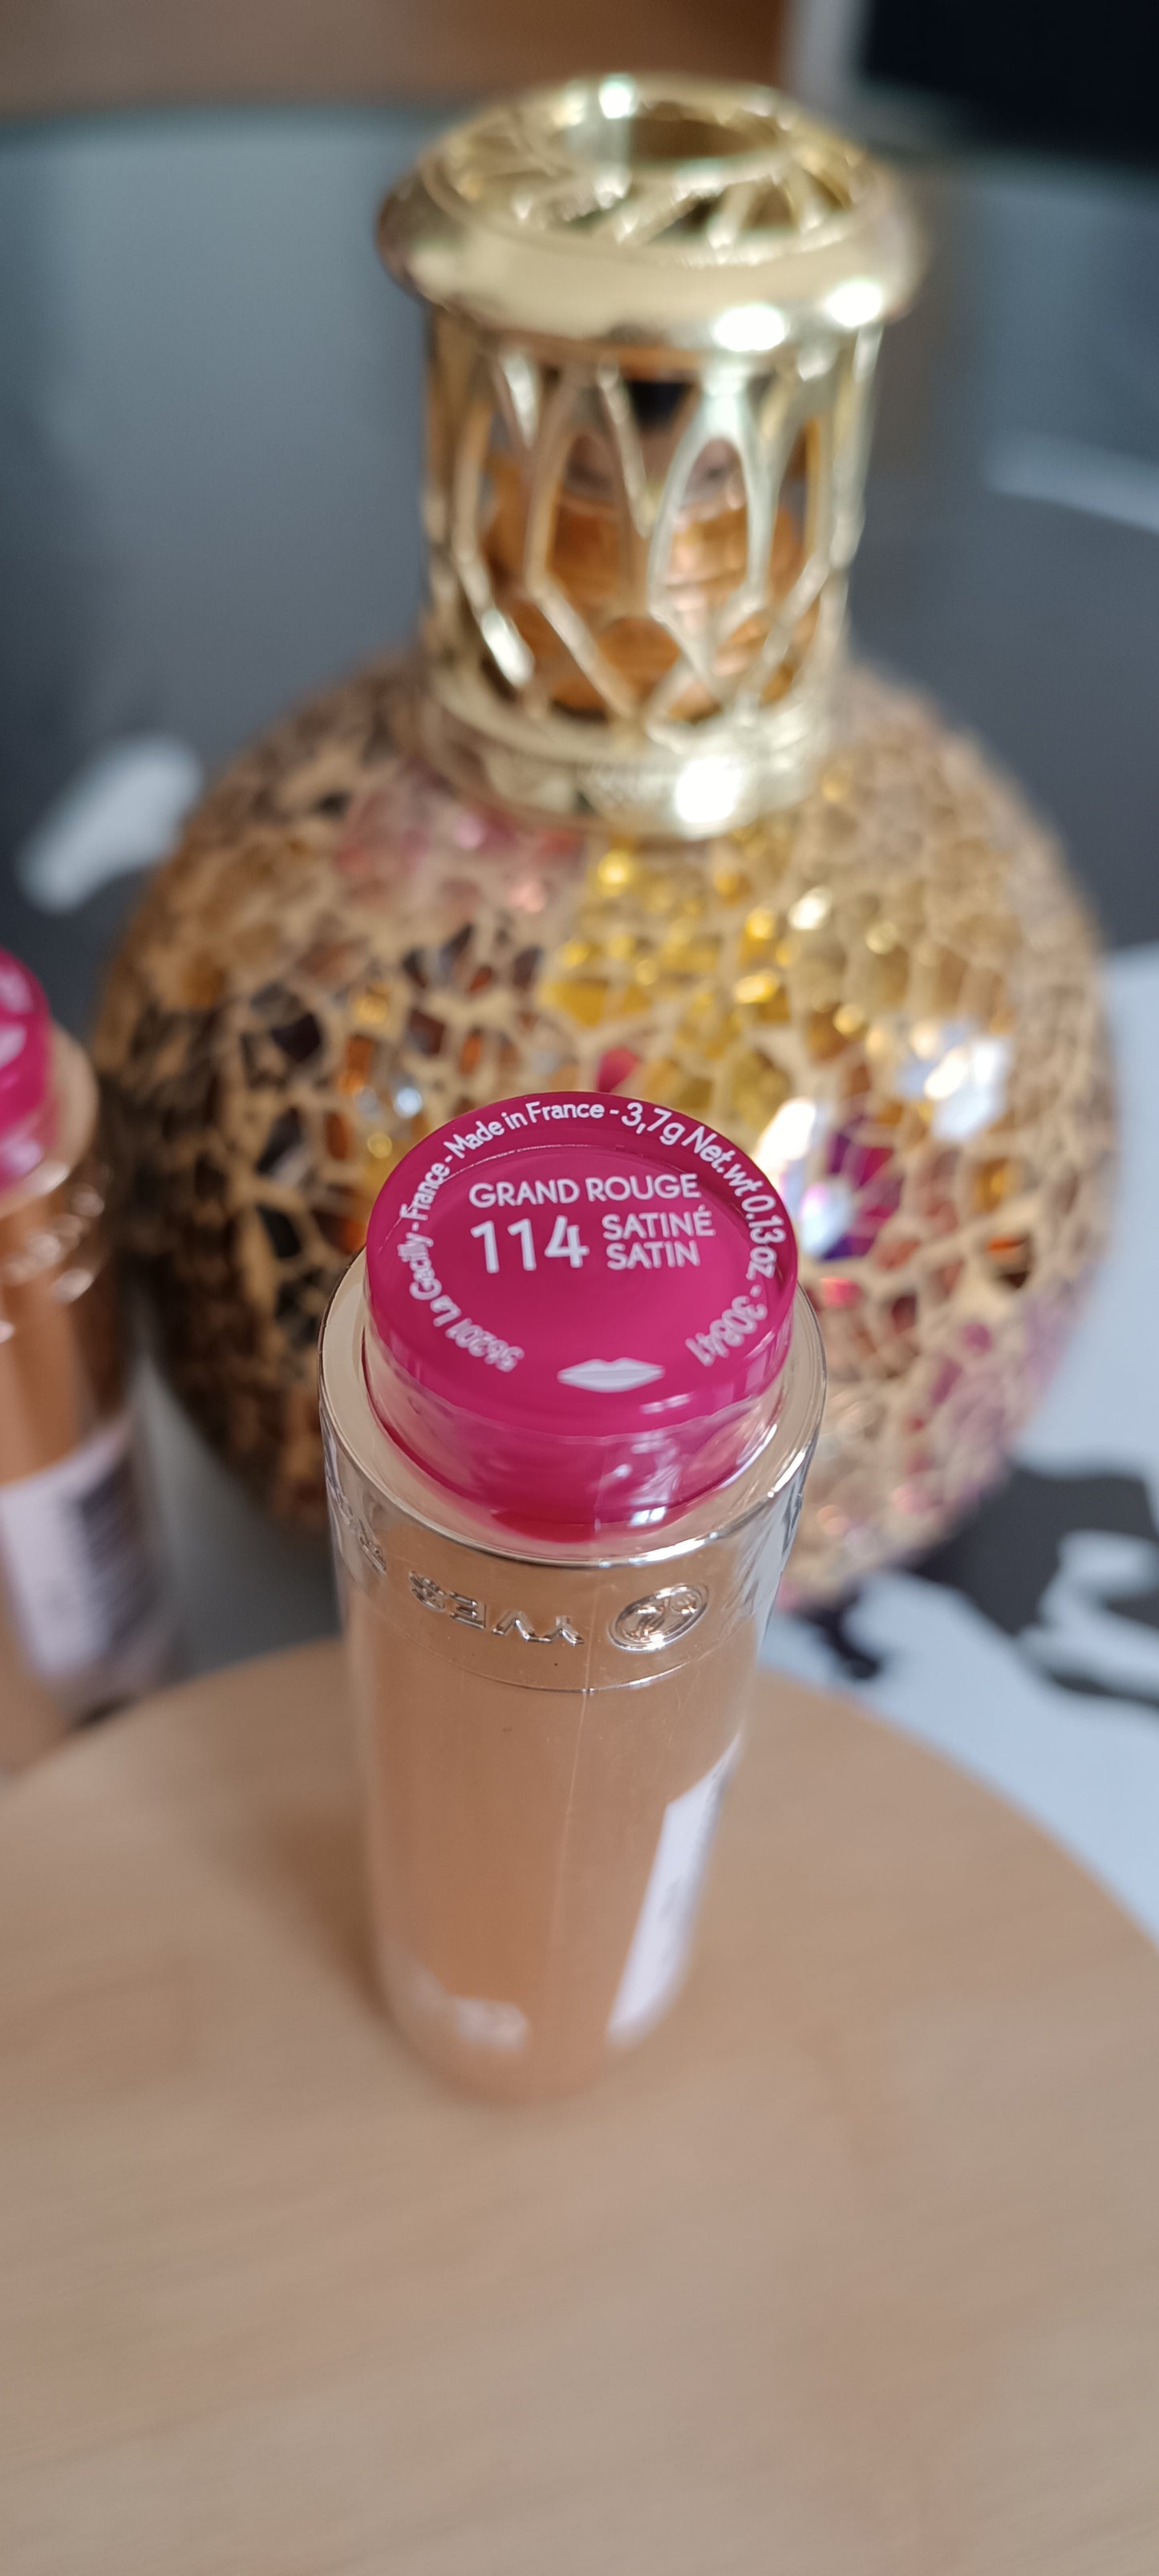 56201 La Gacilly - France - Made in France - 3,7g Net.wt 0.13 oz. - 30841
GRAND ROUGE
114 SATINÉ
SATIN
YVES